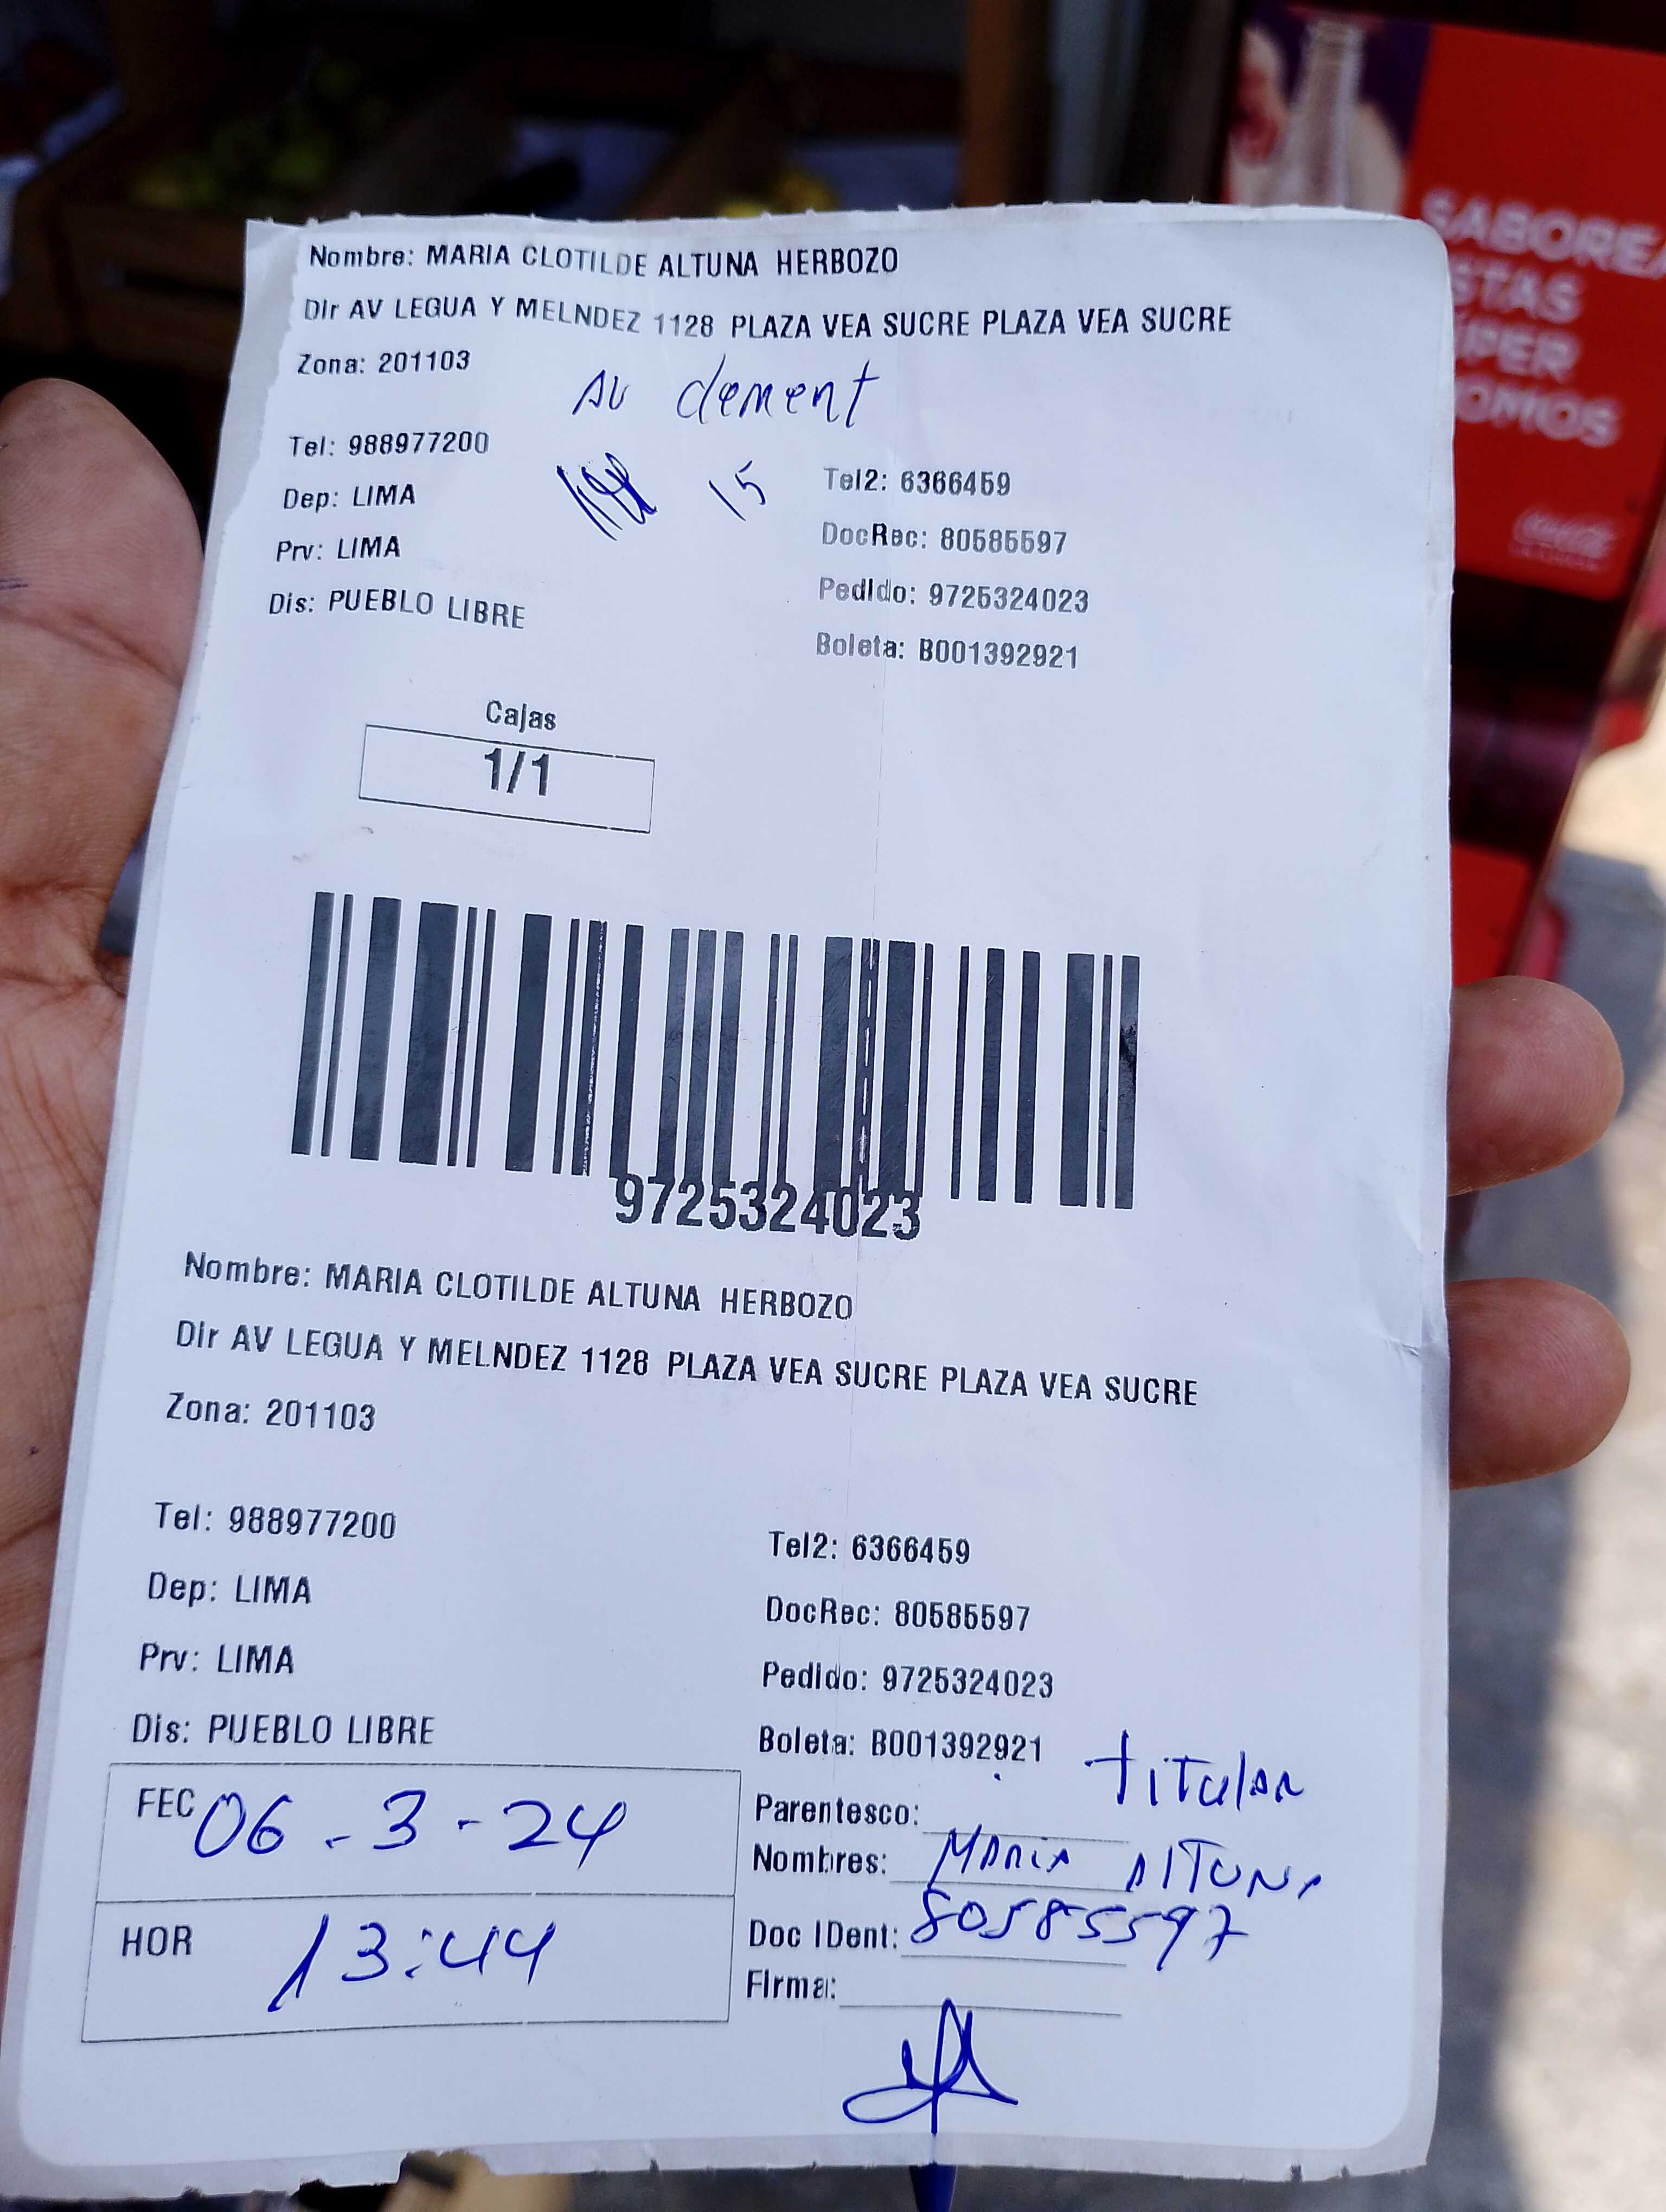 Nombre: MARIA CLOTILDE ALTUNA HERBOZO
Dir AV LEGUA Y MELNDEZ 1128 PLAZA VEA SUCRE PLAZA VEA SUCRE
Zona: 201103
AV clement
15
Tel: 988977200
Tel2: 6366459
Dep: LIMA
DocRec: 80585597
Prv: LIMA
Pedido: 9725324023
Dis: PUEBLO LIBRE
Boleta: B001392921
Cajas
1/1
9725324023
Nombre: MARIA CLOTILDE ALTUNA HERBOZO
Dir AV LEGUA Y MELNDEZ 1128 PLAZA VEA SUCRE PLAZA VEA SUCRE
Zona: 201103
Tel: 988977200
Tel2: 6366459
Dep: LIMA
DocRec: 80585597
Prv: LIMA
Pedido: 9725324023
Dis: PUEBLO LIBRE
Boleta: B001392921
FEC 06-3-24
HOR 13:44
Parentesco: titular
Nombres: MARIA ALTUNA
Doc IDent: 80585597
Firma:
SABOREA
STAS
OMOS